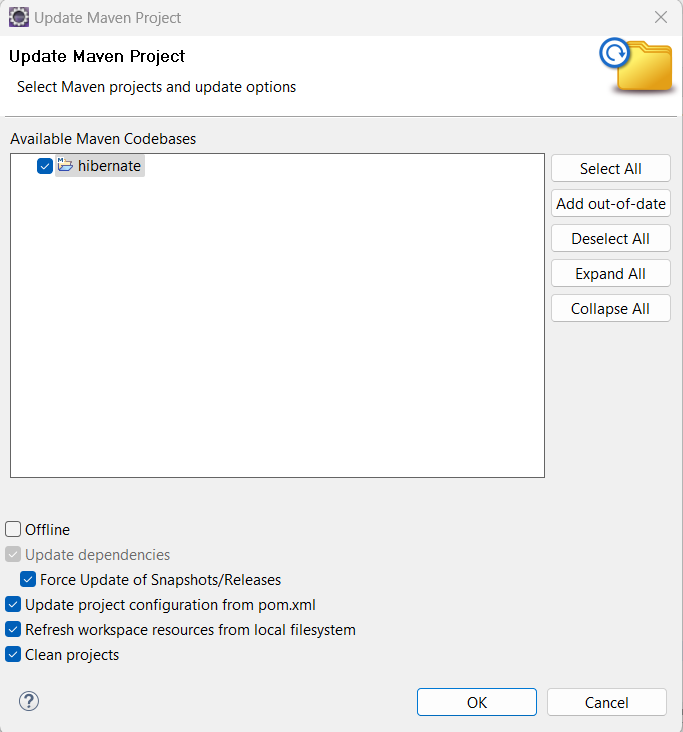 Update Maven Project
Update Maven Project
Select Maven projects and update options
Available Maven Codebases
hibernate
Select All
Add out-of-date
Deselect All
Expand All
Collapse All
Offline
Update dependencies
Force Update of Snapshots/Releases
Update project configuration from pom.xml
Refresh workspace resources from local filesystem
Clean projects
?
OK
Cancel